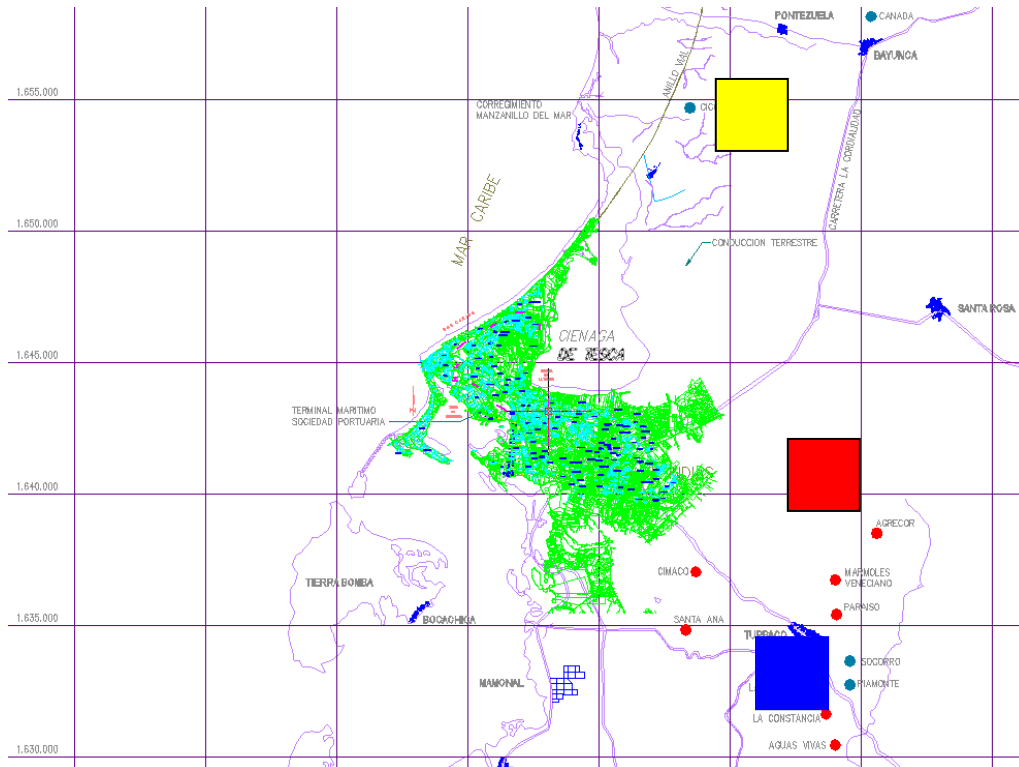 PONTEZUELA
CANADA
BAYUNCA
ANILLO VIAL
1.655.000
CORREGIMIENTO
MANZANILLO DEL MAR
CARRETERA LA CORDIALIDAD
MAR CARIBE
1.650.000
CONDUCCION TERRESTRE
SANTA ROSA
CIENAGA
DE TESCA
1.645.000
TERMINAL MARITIMO
SOCIEDAD PORTUARIA
1.640.000
AGRECOR
CIMACO
MARMOLES
VENECIANO
TIERRA BOMBA
PARAISO
BOCACHICA
SANTA ANA
1.635.000
TURBACO
SOCORRO
MAMONAL
PIAMONTE
LA CONSTANCIA
AGUAS VIVAS
1.630.000